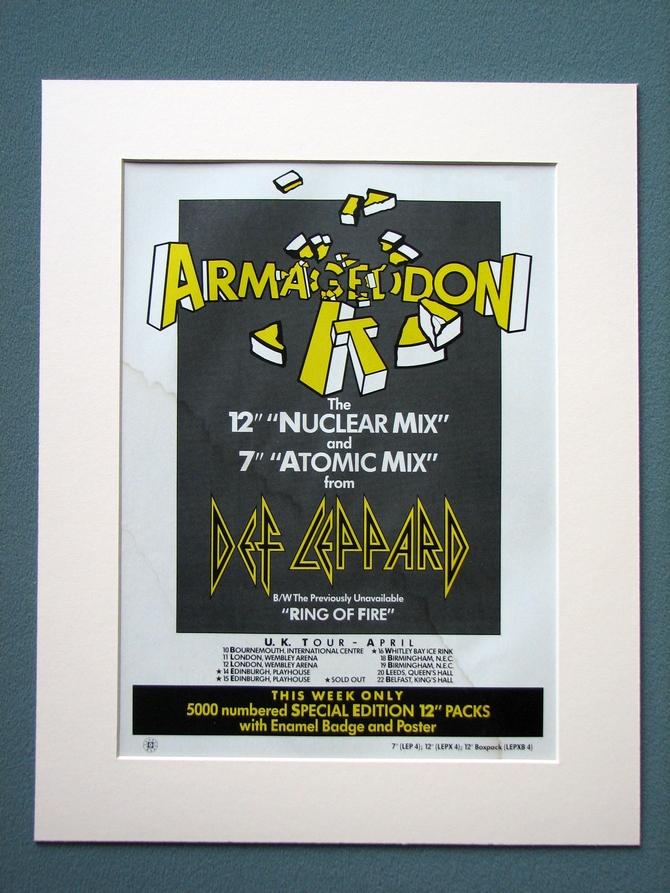 ARMAGEDDON
IT
The
12" "NUCLEAR MIX"
and
7" "ATOMIC MIX"
from
DEF LEPPARD
B/W The Previously Unavailable
"RING OF FIRE"
U.K. TOUR - APRIL
10 BOURNEMOUTH, INTERNATIONAL CENTRE
11 LONDON, WEMBLEY ARENA
12 LONDON, WEMBLEY ARENA
★ 14 EDINBURGH, PLAYHOUSE
★ 15 EDINBURGH, PLAYHOUSE
★ SOLD OUT
★ 16 WHITLEY BAY ICE RINK
18 BIRMINGHAM, N.E.C.
19 BIRMINGHAM, N.E.C.
20 LEEDS, QUEEN'S HALL
22 BELFAST, KING'S HALL
THIS WEEK ONLY
5000 numbered SPECIAL EDITION 12" PACKS
with Enamel Badge and Poster
7" (LEP 4); 12" (LEPX 4); 12" Boxpack (LEPXB 4)